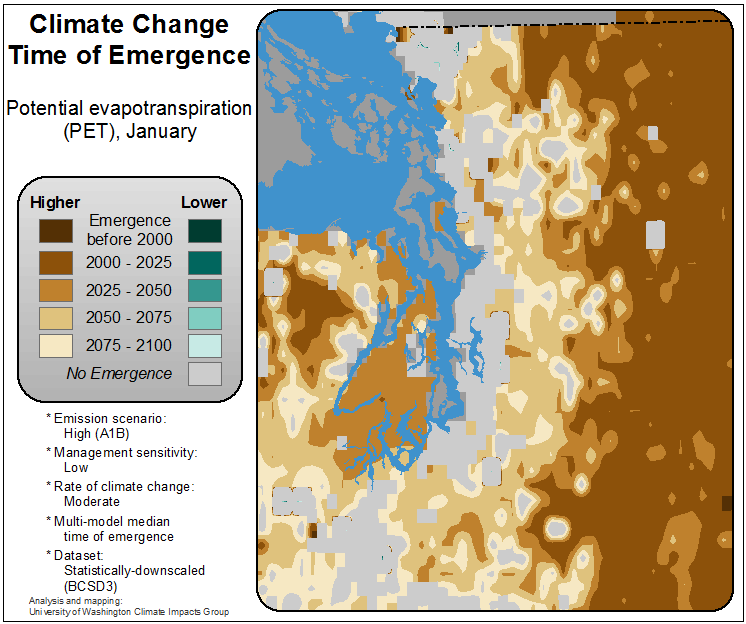 Climate Change
Time of Emergence
Potential evapotranspiration
(PET), January
Higher Lower
Emergence
before 2000
2000 - 2025
2025 - 2050
2050 - 2075
2075 - 2100
No Emergence
* Emission scenario:
High (A1B)
* Management sensitivity:
Low
* Rate of climate change:
Moderate
* Multi-model median
time of emergence
* Dataset:
Statistically-downscaled
(BCSD3)
Analysis and mapping:
University of Washington Climate Impacts Group